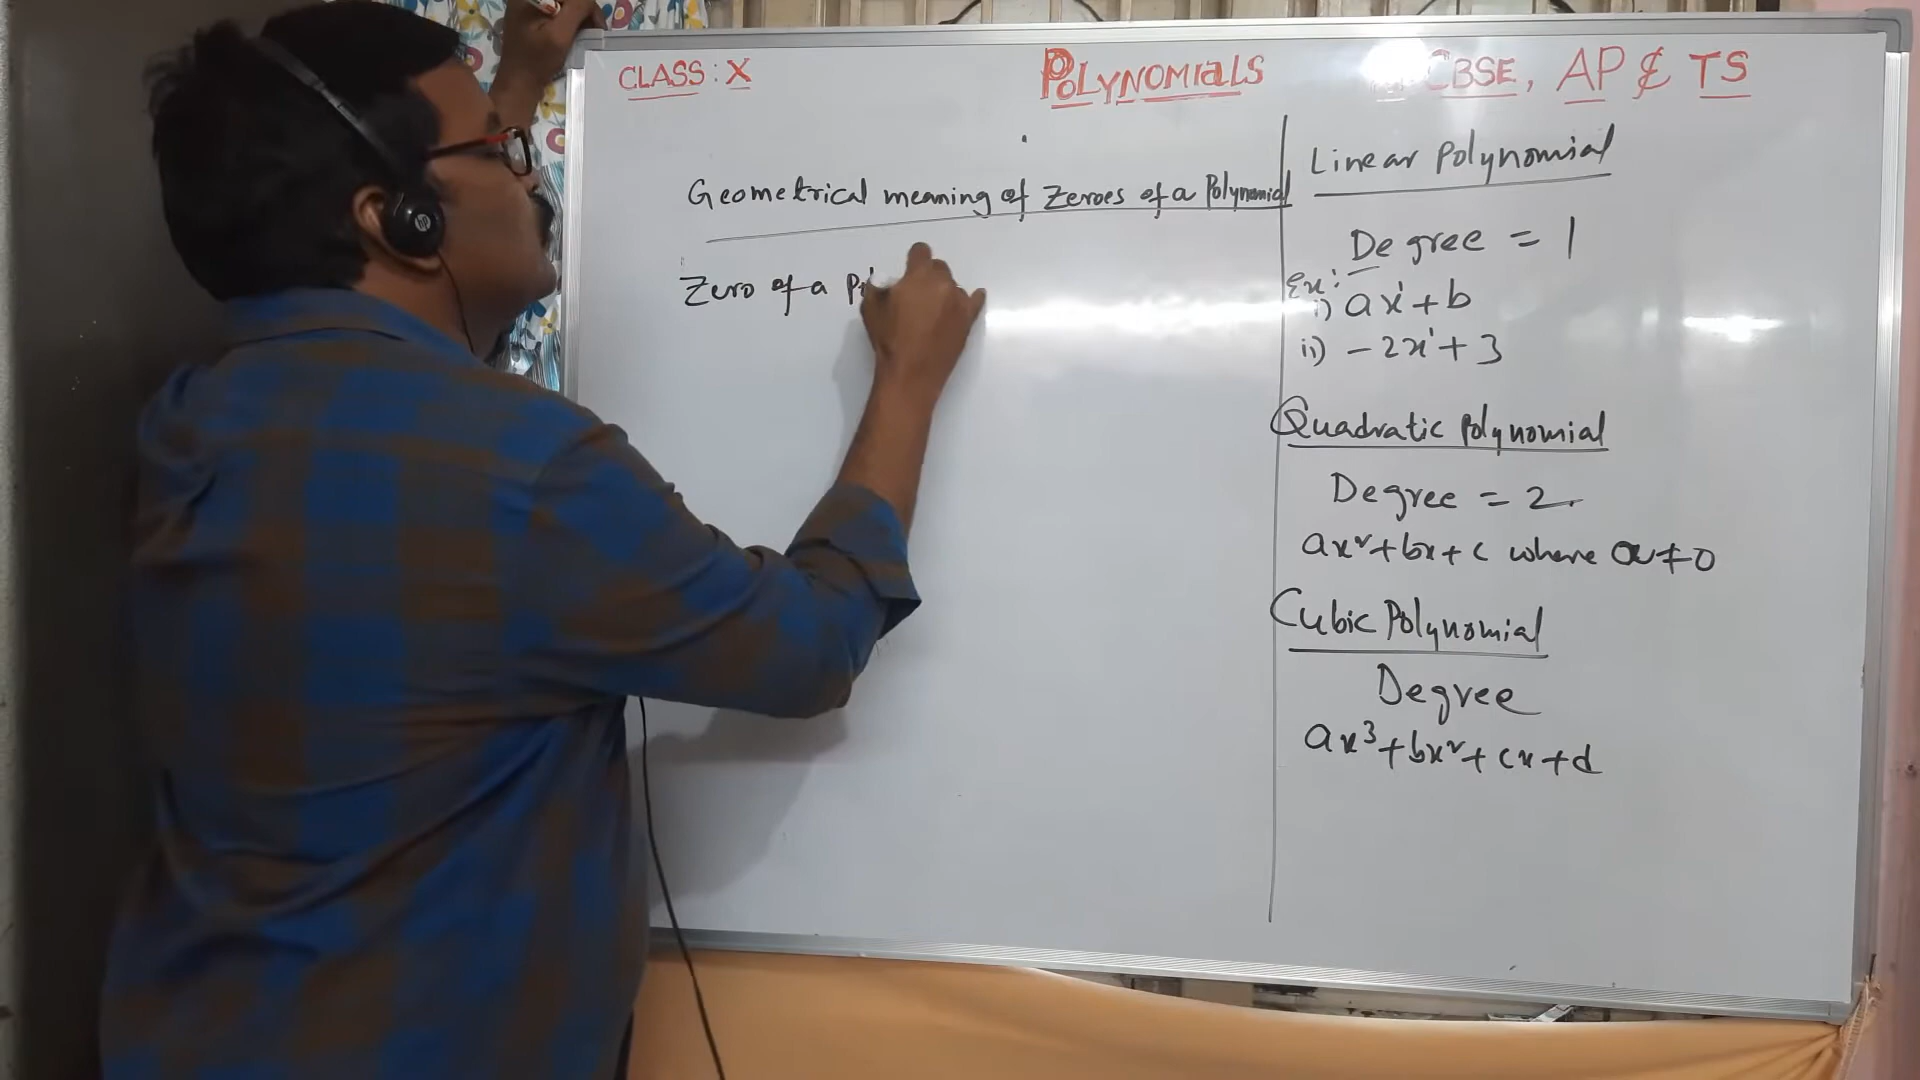 CLASS: X
POLYNOMIALS
CBSE, AP & TS
Geometrical meaning of Zeroes of a Polynomial
Zero of a
Linear Polynomial
Degree = 1
Ex:
i) ax¹+b
ii) -2x¹+3
Quadratic Polynomial
Degree = 2
ax²+bx+c where a≠0
Cubic Polynomial
Degree
ax³+bx²+cx+d